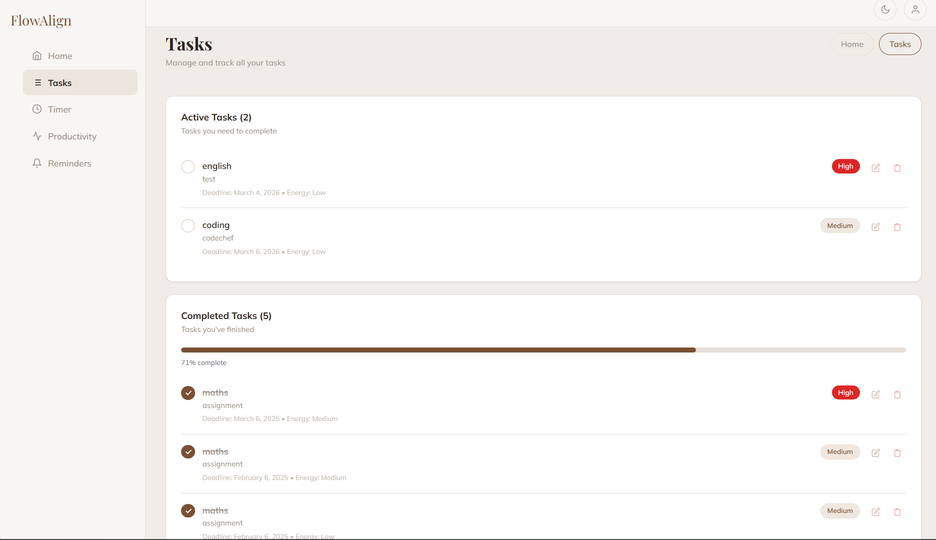 FlowAlign
Home
Tasks
Timer
Productivity
Reminders
Tasks
Manage and track all your tasks
Home
Tasks
Active Tasks (2)
Tasks you need to complete
english
High
test
Deadline: March 4, 2026 • Energy: Low
coding
Medium
codechef
Deadline: March 6, 2026 • Energy: Low
Completed Tasks (5)
Tasks you've finished
71% complete
maths
High
assignment
Deadline: March 6, 2025 • Energy: Medium
maths
Medium
assignment
Deadline: February 6, 2025 • Energy: Medium
maths
Medium
assignment
Deadline: February 6, 2025 • Energy: Low